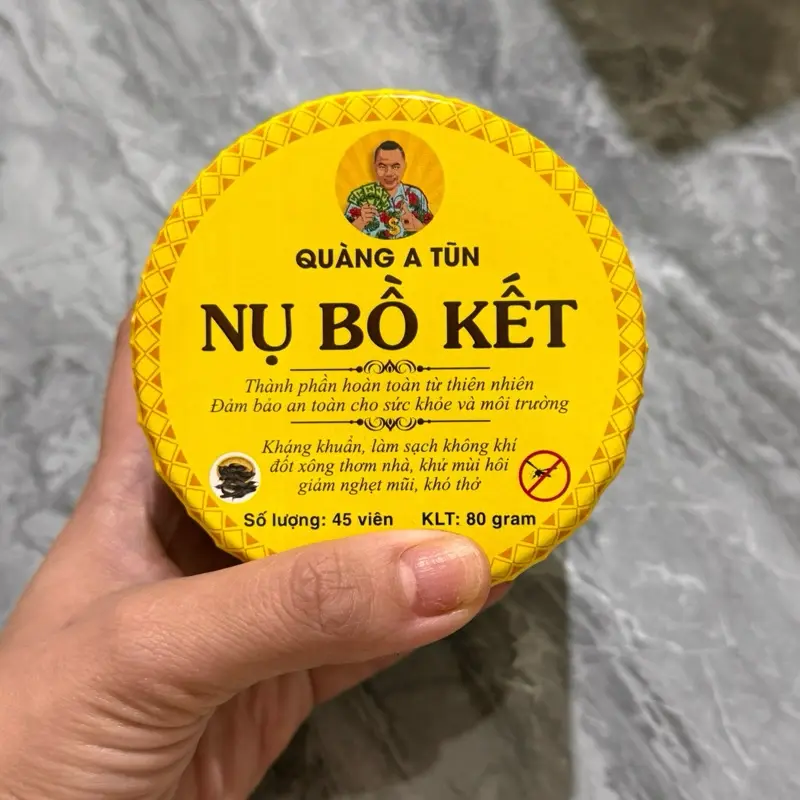 QUÀNG A TŨN
NỤ BỒ KẾT
Thành phần hoàn toàn từ thiên nhiên
Đảm bảo an toàn cho sức khỏe và môi trường
Kháng khuẩn, làm sạch không khí
đốt xông thơm nhà, khử mùi hôi
giảm nghẹt mũi, khó thở
Số lượng: 45 viên KLT: 80 gram